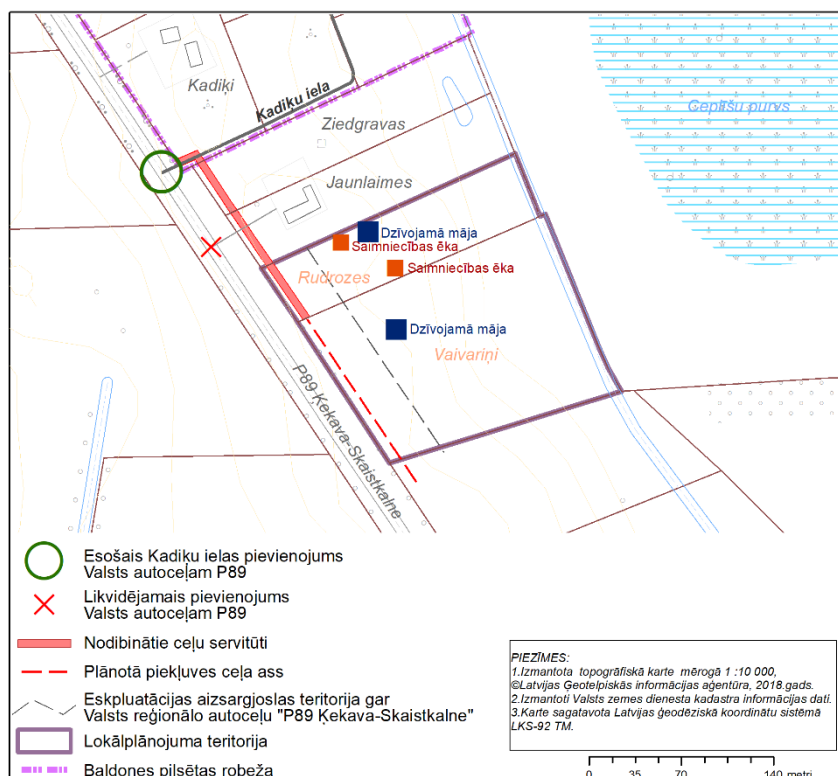 Kadiķi
Kadiķu iela
Ziedgravas
Ceplīšu purvs
Jaunlaimes
Dzīvojamā māja
Saimniecības ēka
Rudrozes
Saimniecības ēka
Dzīvojamā māja
Vaivariņi
P89 Ķekava-Skaistkalne
Esošais Kadiķu ielas pievienojums
Valsts autoceļam P89
Likvidējamais pievienojums
Valsts autoceļam P89
Nodibinātie ceļu servitūti
Plānotā piekļuves ceļa ass
Eskpluatācijas aizsargjoslas teritorija gar
Valsts reģionālo autoceļu "P89 Ķekava-Skaistkalne"
Lokālplānojuma teritorija
Baldones pilsētas robeža
PIEZĪMES:
1.Izmantota topogrāfiskā karte mērogā 1 :10 000,
©Latvijas Ģeotelpiskās informācijas aģentūra, 2018.gads.
2.Izmantoti Valsts zemes dienesta kadastra informācijas dati.
3.Karte sagatavota Latvijas ģeodēziskā koordinātu sistēmā
LKS-92 TM.
0 35 70 140 metri